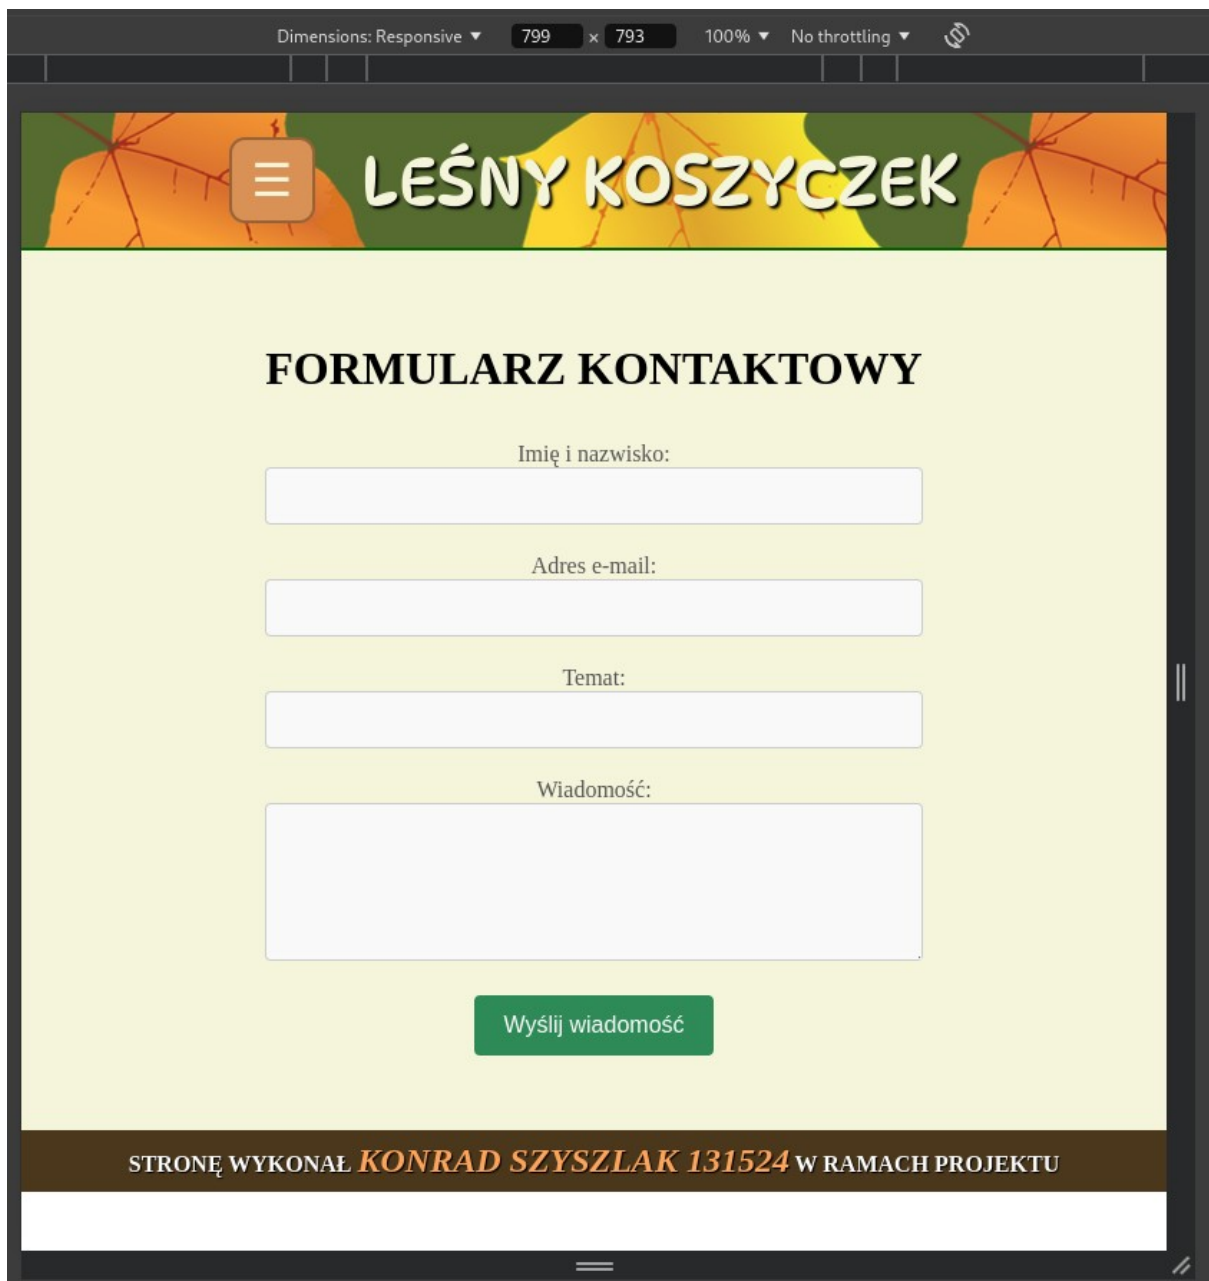 Dimensions: Responsive ▼ 799 × 793 100% ▼ No throttling ▼
☰ LEŚNY KOSZYCZEK
FORMULARZ KONTAKTOWY
Imię i nazwisko:
Adres e-mail:
Temat:
Wiadomość:
Wyślij wiadomość
STRONĘ WYKONAŁ KONRAD SZYSZLAK 131524 W RAMACH PROJEKTU